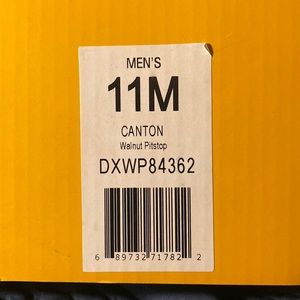 MEN'S
11M
CANTON
Walnut Pitstop
DXWP84362
6 89732 71782 2